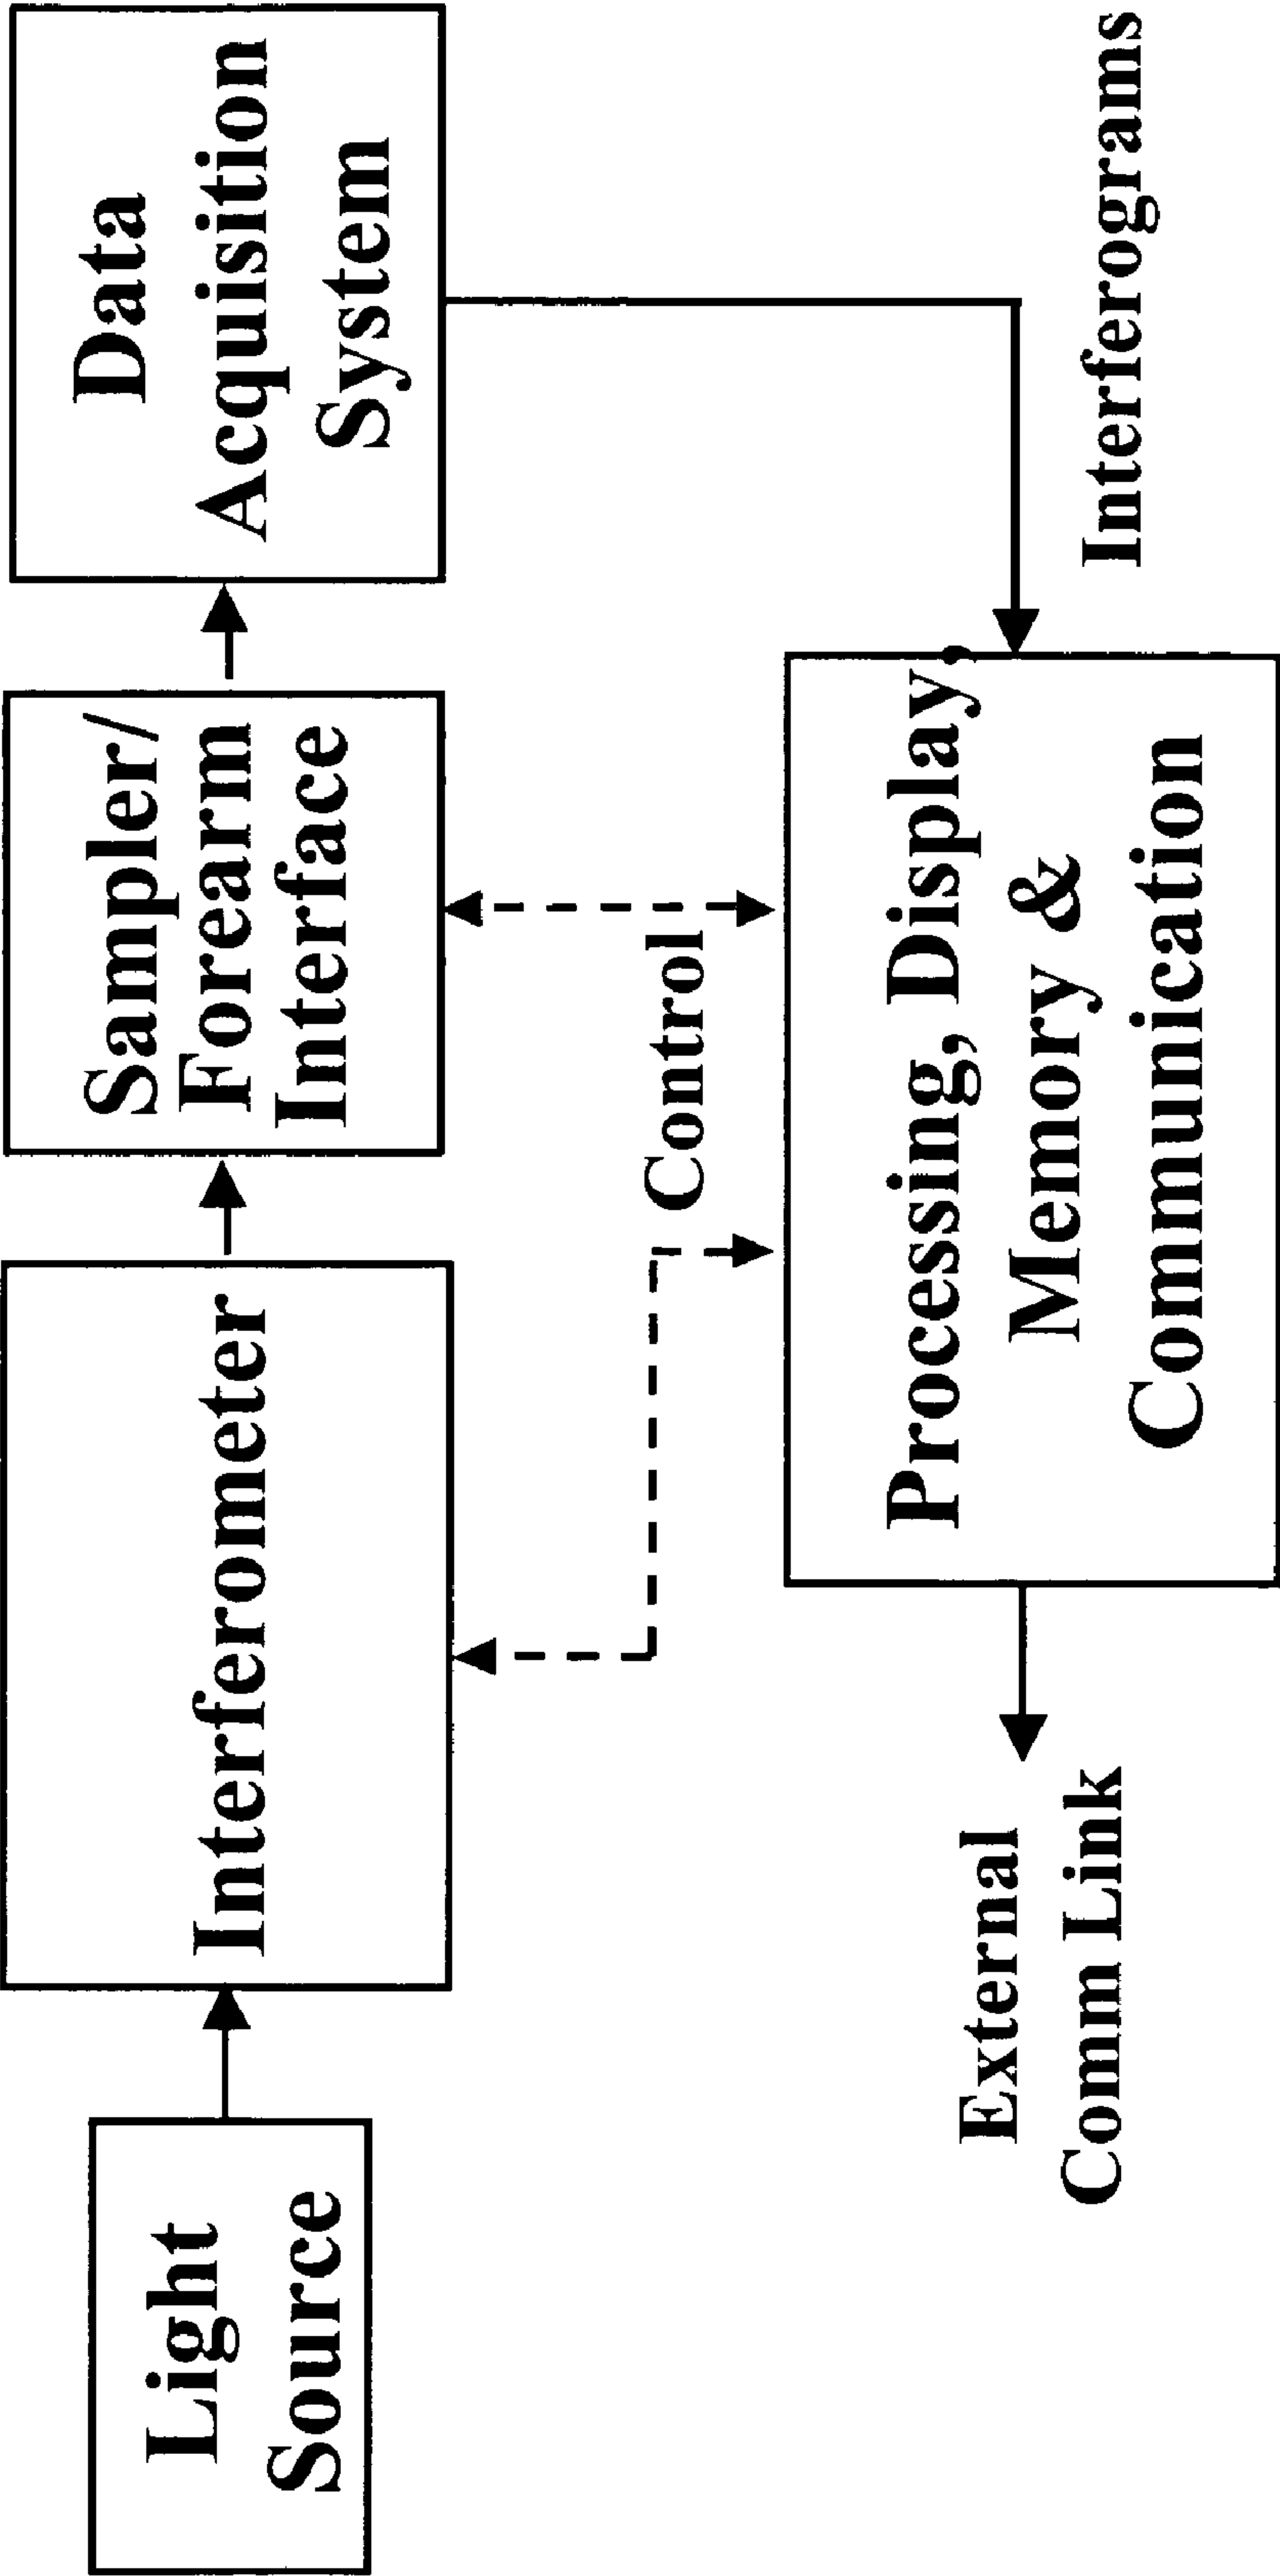 Light
Source
Interferometer
Sampler/
Forearm
Interface
Data
Acquisition
System
Control
Processing, Display,
Memory &
Communication
Interferograms
External
Comm Link